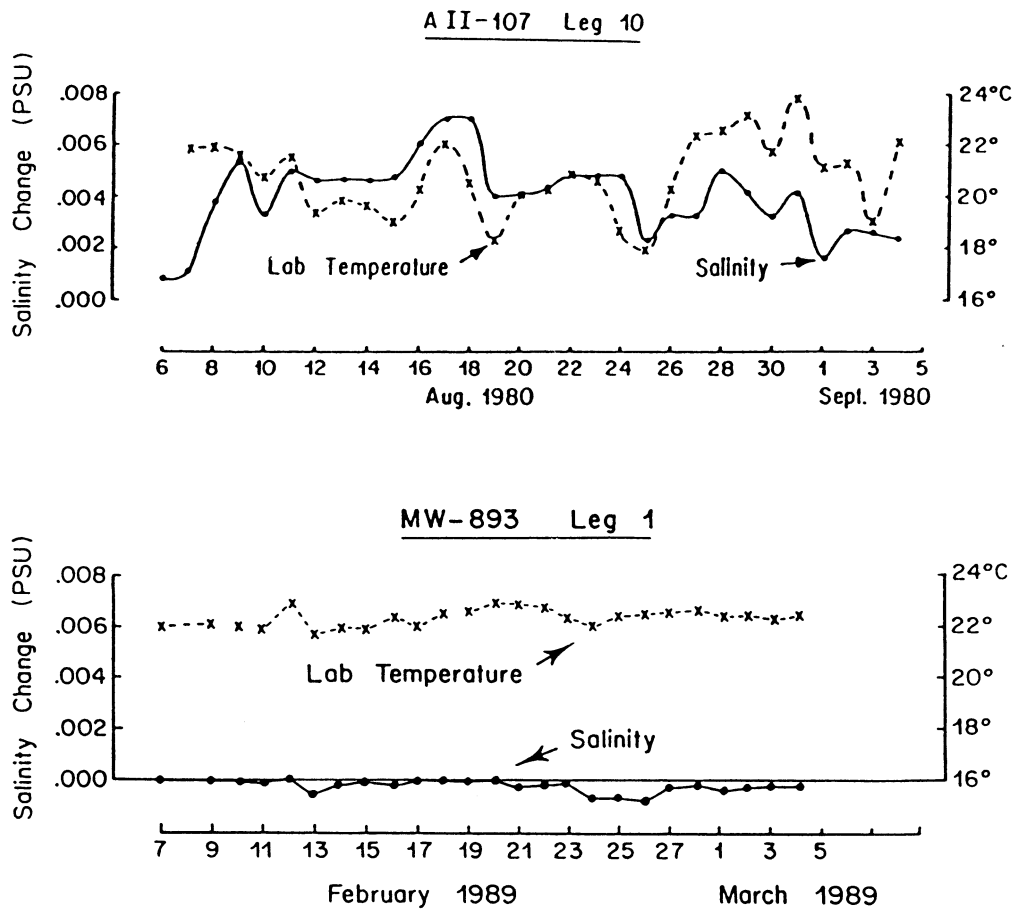 A II-107 Leg 10
Salinity Change (PSU)
.008
.006
.004
.002
.000
24°C
22°
20°
18°
16°
Lab Temperature
Salinity
6 8 10 12 14 16 18 20 22 24 26 28 30 1 3 5
Aug. 1980 Sept. 1980
MW-893 Leg 1
Salinity Change (PSU)
.008
.006
.004
.002
.000
24°C
22°
20°
18°
16°
Lab Temperature
Salinity
7 9 11 13 15 17 19 21 23 25 27 1 3 5
February 1989 March 1989